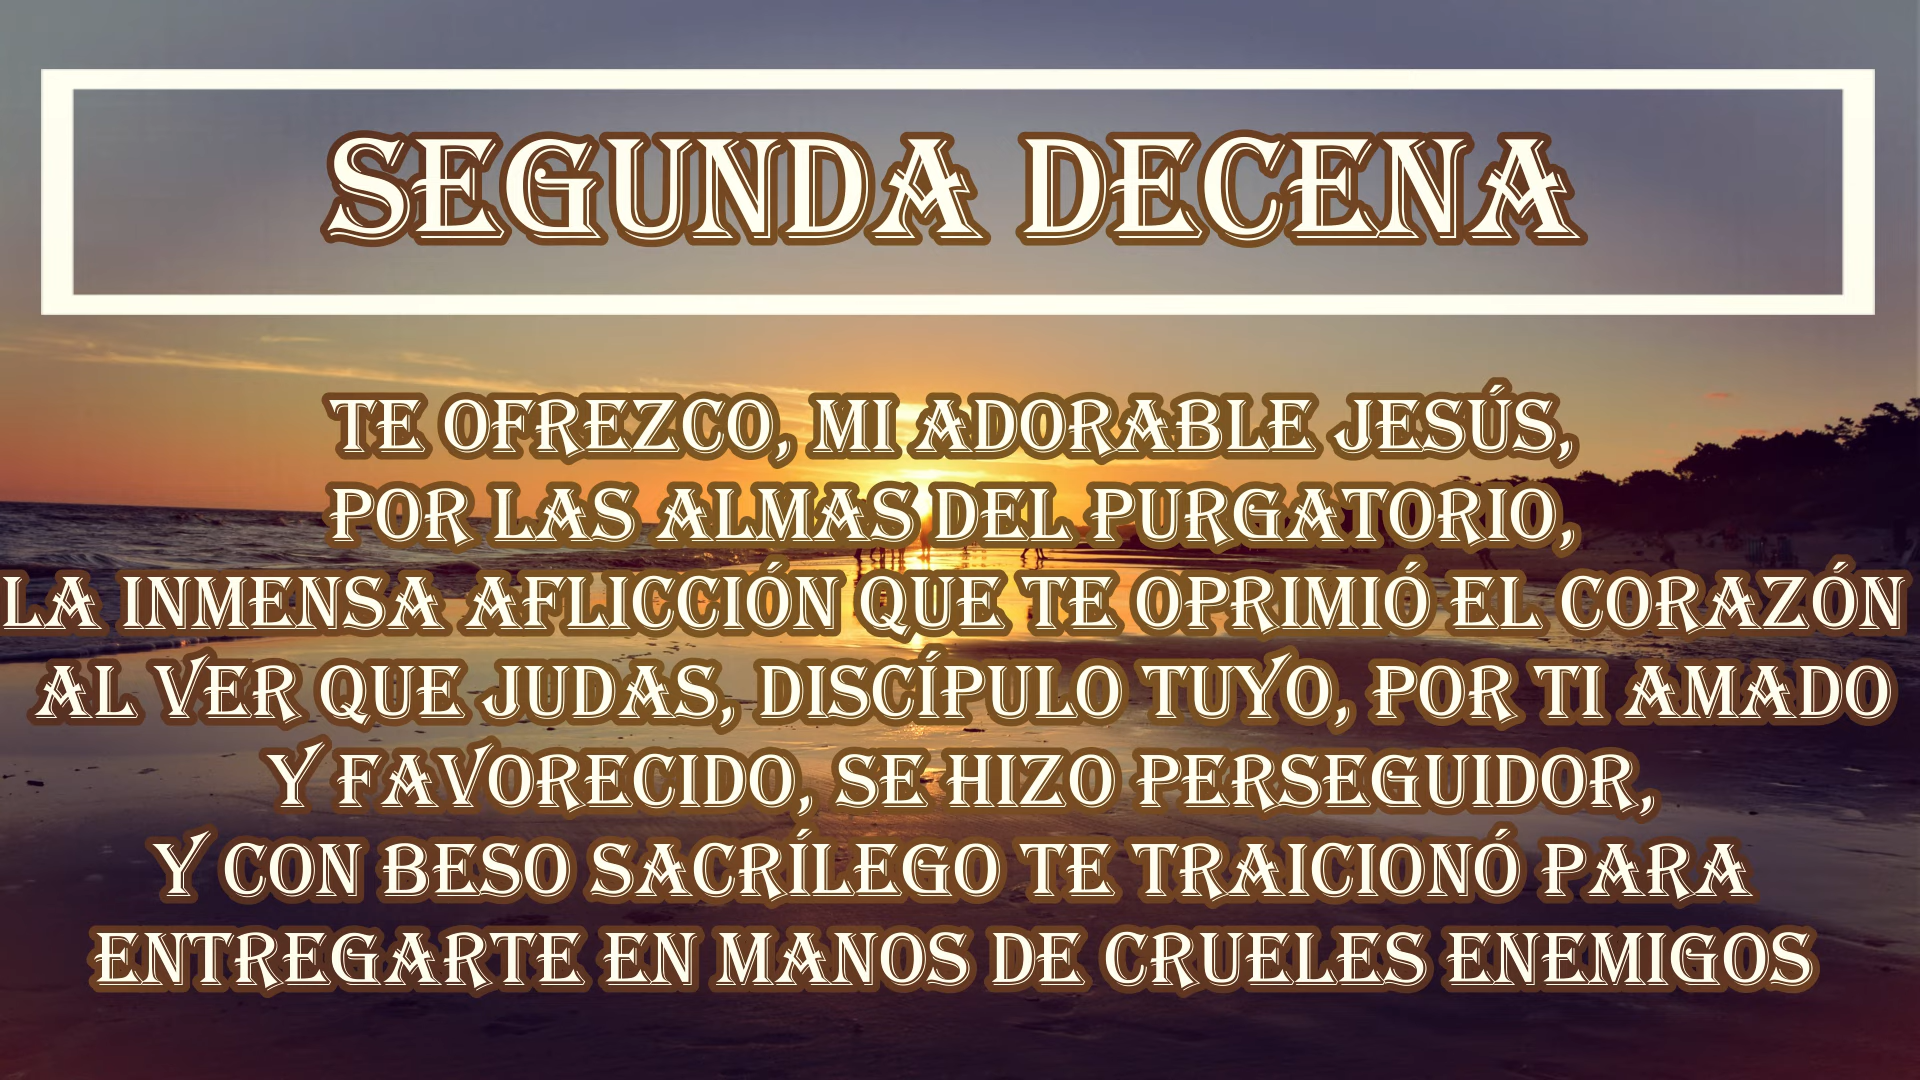 SEGUNDA DECENA
TE OFREZCO, MI ADORABLE JESÚS,
POR LAS ALMAS DEL PURGATORIO,
LA INMENSA AFLICCIÓN QUE TE OPRIMIÓ EL CORAZÓN
AL VER QUE JUDAS, DISCÍPULO TUYO, POR TI AMADO
Y FAVORECIDO, SE HIZO PERSEGUIDOR,
Y CON BESO SACRÍLEGO TE TRAICIONÓ PARA
ENTREGARTE EN MANOS DE CRUELES ENEMIGOS